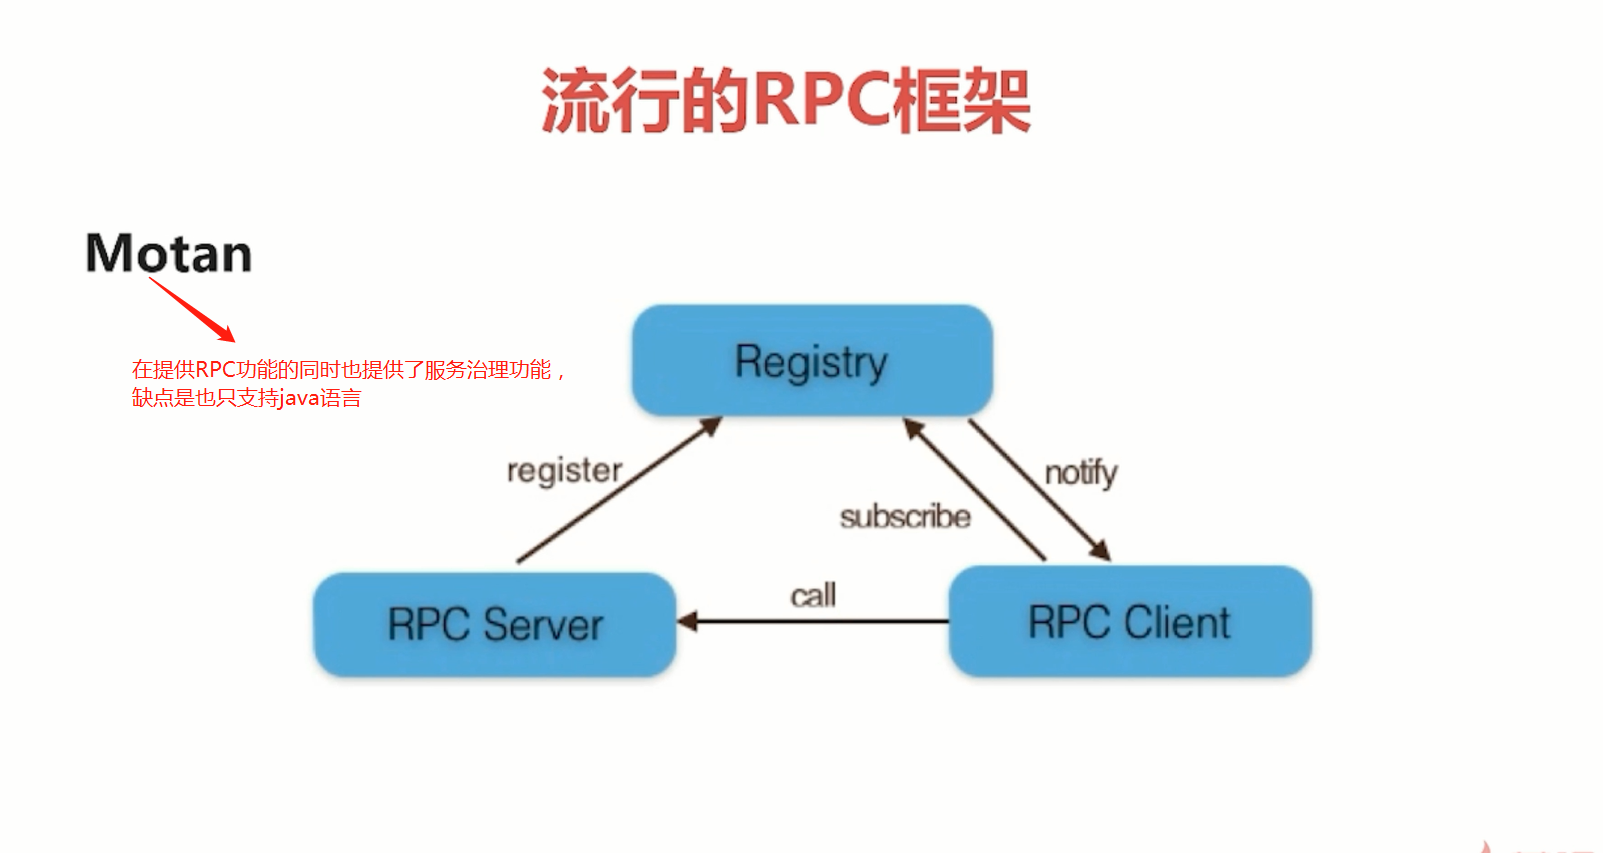 流行的RPC框架
Motan
在提供RPC功能的同时也提供了服务治理功能，
缺点是也只支持java语言
Registry
register
notify
subscribe
call
RPC Server
RPC Client